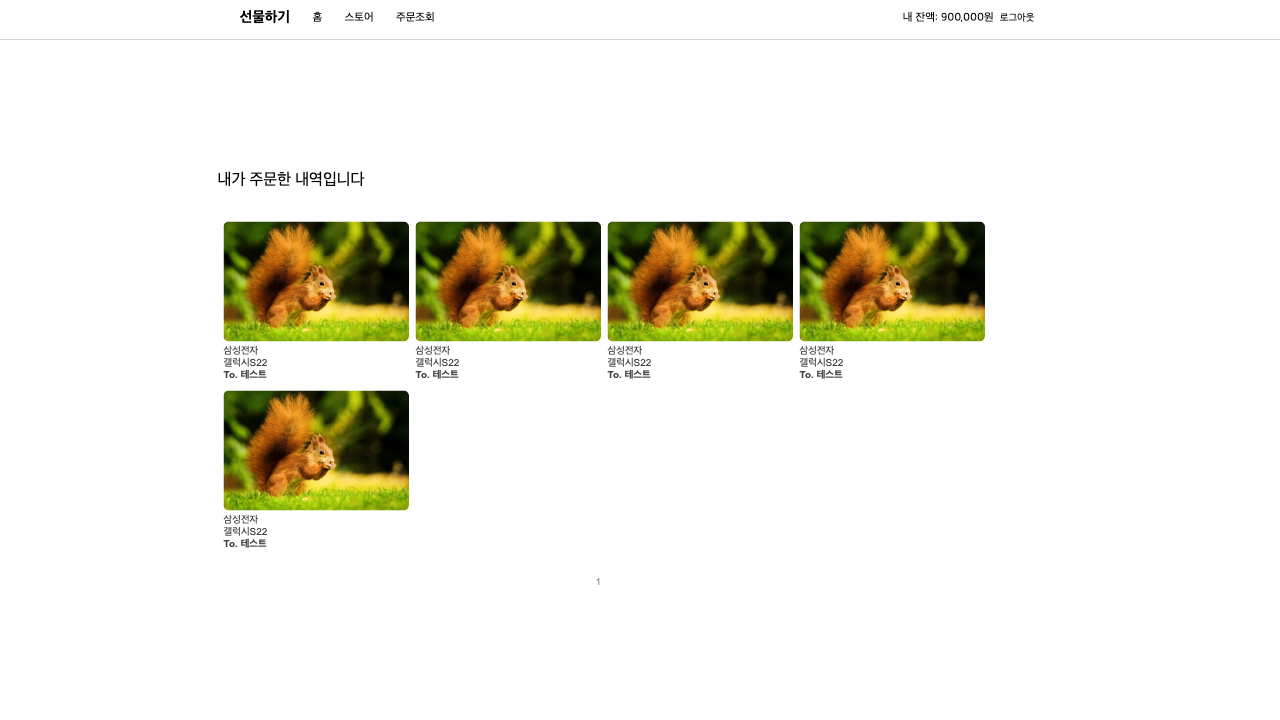 선물하기 홈 스토어 주문조회 내 잔액: 900,000원 로그아웃
내가 주문한 내역입니다
삼성전자 삼성전자 삼성전자 삼성전자
갤럭시S22 갤럭시S22 갤럭시S22 갤럭시S22
To. 테스트 To. 테스트 To. 테스트 To. 테스트
삼성전자
갤럭시S22
To. 테스트
1